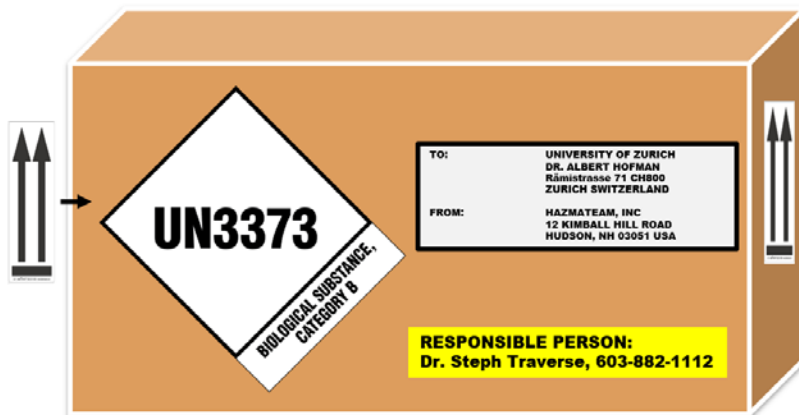 UN3373
BIOLOGICAL SUBSTANCE,
CATEGORY B
TO:
UNIVERSITY OF ZURICH
DR. ALBERT HOFMAN
Rämistrasse 71 CH800
ZURICH SWITZERLAND
FROM:
HAZMATEAM, INC
12 KIMBALL HILL ROAD
HUDSON, NH 03051 USA
RESPONSIBLE PERSON:
Dr. Steph Traverse, 603-882-1112